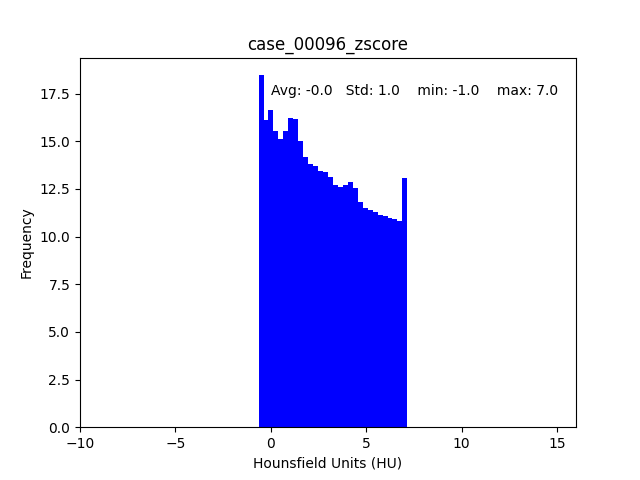 case_00096_zscore
Avg: -0.0 Std: 1.0 min: -1.0 max: 7.0
17.5
15.0
12.5
10.0
7.5
5.0
2.5
0.0
Frequency
−10 −5 0 5 10 15
Hounsfield Units (HU)